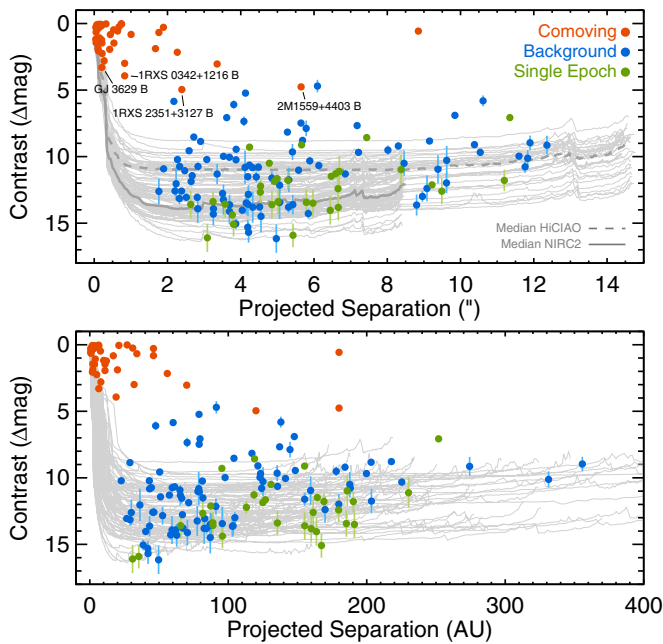 0
5
10
15
Contrast (Δmag)
Comoving
Background
Single Epoch
1RXS 0342+1216 B
GJ 3629 B
1RXS 2351+3127 B
2M1559+4403 B
Median HiCIAO
Median NIRC2
0 2 4 6 8 10 12 14
Projected Separation (")
0
5
10
15
Contrast (Δmag)
0 100 200 300 400
Projected Separation (AU)